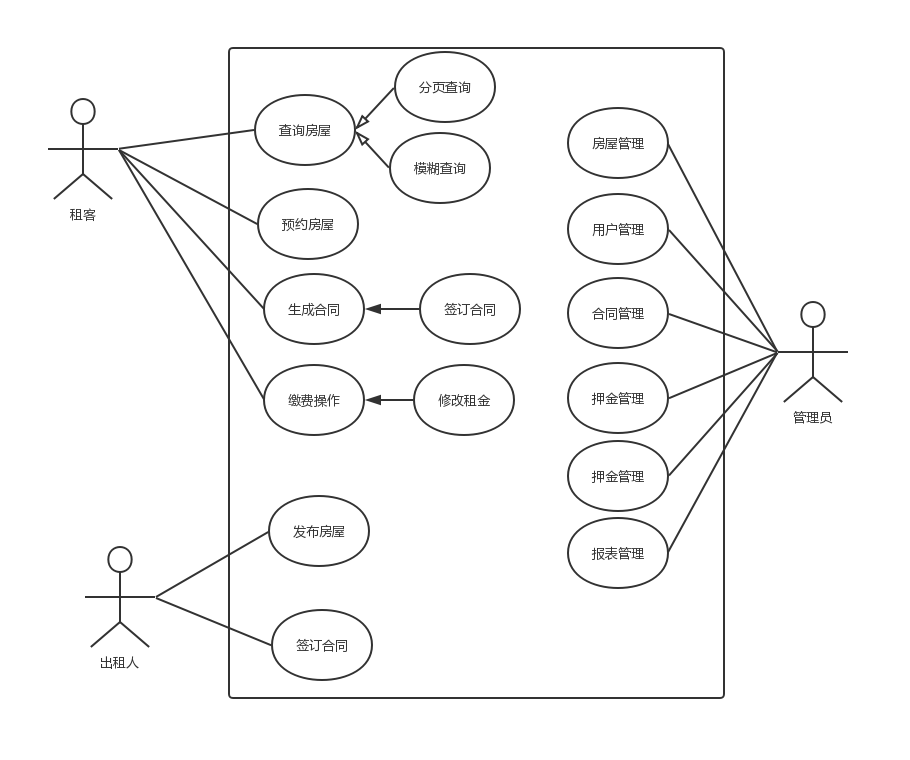 分页查询
查询房屋
模糊查询
房屋管理
租客
预约房屋
用户管理
生成合同
签订合同
合同管理
缴费操作
修改租金
押金管理
管理员
押金管理
发布房屋
报表管理
签订合同
出租人